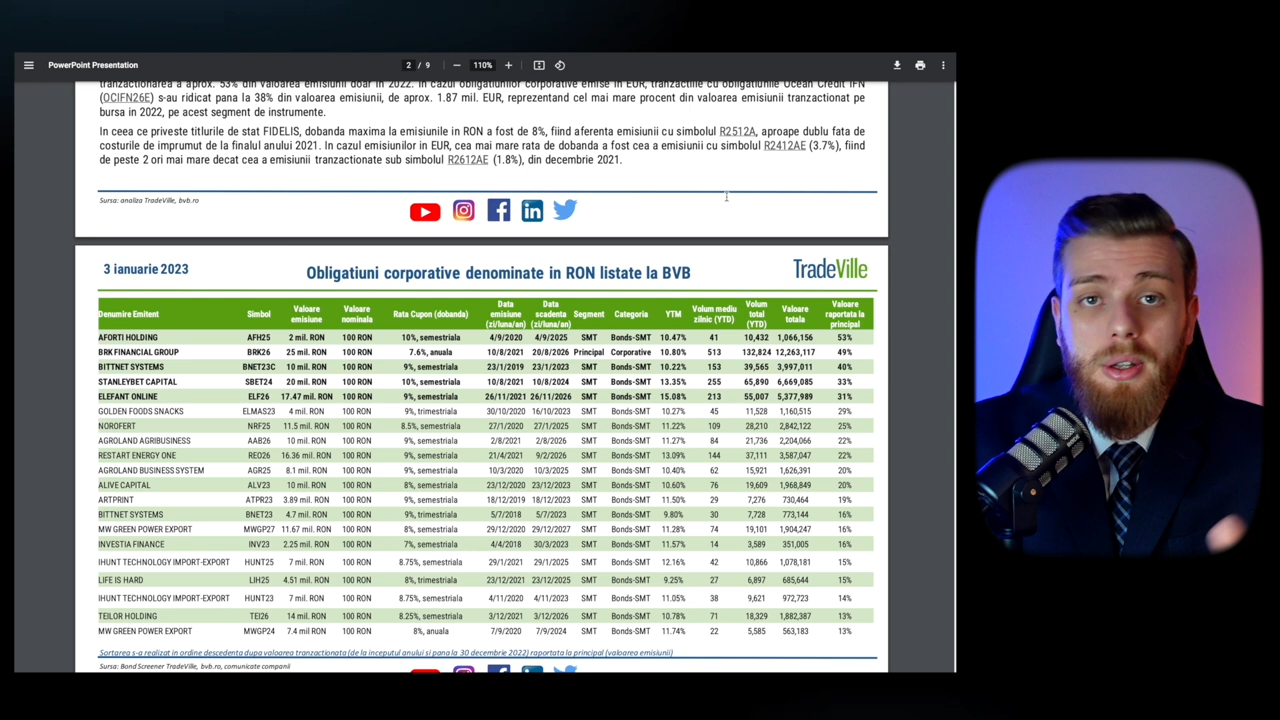 PowerPoint Presentation
2 / 9
110%
tranzactionarea a aprox. 53% din valoarea emisiunii doar in 2022. In cazul obligatiunilor corporative emise in EUR, tranzactiile cu obligatiunile Ocean Credit IFN
(OCIFN26E) s-au ridicat pana la 38% din valoarea emisiunii, de aprox. 1.87 mil. EUR, reprezentand cel mai mare procent din valoarea emisiunii tranzactionat pe
bursa in 2022, pe acest segment de instrumente.
In ceea ce priveste titlurile de stat FIDELIS, dobanda maxima la emisiunile in RON a fost de 8%, fiind aferenta emisiunii cu simbolul R2512A, aproape dublu fata de
costurile de imprumut de la finalul anului 2021. In cazul emisiunilor in EUR, cea mai mare rata de dobanda a fost cea a emisiunii cu simbolul R2412AE (3.7%), fiind
de peste 2 ori mai mare decat cea a emisiunii tranzactionate sub simbolul R2612AE (1.8%), din decembrie 2021.
Sursa: analiza TradeVille, bvb.ro
3 ianuarie 2023
Obligatiuni corporative denominate in RON listate la BVB
TradeVille
Denumire Emitent Simbol Valoare emisiune Valoare nominala Rata Cupon (dobanda) Data emisiune (zi/luna/an) Data scadenta (zi/luna/an) Segment Categoria YTM Volum mediu zilnic (YTD) Volum total (YTD) Valoare totala Valoare raportata la principal
AFORTI HOLDING AFH25 2 mil. RON 100 RON 10%, semestriala 4/9/2020 4/9/2025 SMT Bonds-SMT 10.47% 41 10,432 1,066,156 53%
BRK FINANCIAL GROUP BRK26 25 mil. RON 100 RON 7.6%, anuala 10/8/2021 20/8/2026 Principal Corporative 10.80% 513 132,824 12,263,117 49%
BITTNET SYSTEMS BNET23C 10 mil. RON 100 RON 9%, semestriala 23/1/2019 23/1/2023 SMT Bonds-SMT 10.22% 153 39,565 3,997,011 40%
STANLEYBET CAPITAL SBET24 20 mil. RON 100 RON 10%, semestriala 10/8/2021 10/8/2024 SMT Bonds-SMT 13.35% 255 65,890 6,669,085 33%
ELEFANT ONLINE ELF26 17.47 mil. RON 100 RON 9%, semestriala 26/11/2021 26/11/2026 SMT Bonds-SMT 15.08% 213 55,007 5,377,989 31%
GOLDEN FOODS SNACKS ELMAS23 4 mil. RON 100 RON 9%, trimestriala 30/10/2020 16/10/2023 SMT Bonds-SMT 10.27% 45 11,528 1,160,515 29%
NOROFERT NRF25 11.5 mil. RON 100 RON 8.5%, semestriala 27/1/2020 27/1/2025 SMT Bonds-SMT 11.22% 109 28,210 2,842,122 25%
AGROLAND AGRIBUSINESS AAB26 10 mil. RON 100 RON 9%, semestriala 2/8/2021 2/8/2026 SMT Bonds-SMT 11.27% 84 21,736 2,204,066 22%
RESTART ENERGY ONE REO26 16.36 mil. RON 100 RON 9%, semestriala 21/4/2021 9/2/2026 SMT Bonds-SMT 13.09% 144 37,111 3,587,047 22%
AGROLAND BUSINESS SYSTEM AGR25 8.1 mil. RON 100 RON 9%, semestriala 10/3/2020 10/3/2025 SMT Bonds-SMT 10.40% 62 15,921 1,626,391 20%
ALIVE CAPITAL ALV23 10 mil. RON 100 RON 8%, semestriala 23/12/2020 23/12/2023 SMT Bonds-SMT 10.60% 76 19,609 1,968,849 20%
ARTPRINT ATPR23 3.89 mil. RON 100 RON 9%, semestriala 18/12/2019 18/12/2023 SMT Bonds-SMT 11.50% 29 7,276 730,464 19%
BITTNET SYSTEMS BNET23 4.7 mil. RON 100 RON 9%, semestriala 5/7/2018 5/7/2023 SMT Bonds-SMT 9.80% 30 7,728 773,144 16%
MW GREEN POWER EXPORT MWGP27 11.67 mil. RON 100 RON 8%, semestriala 29/12/2020 29/12/2027 SMT Bonds-SMT 11.28% 74 19,101 1,904,247 16%
INVESTIA FINANCE INV23 2.25 mil. RON 100 RON 7%, semestriala 4/4/2018 30/3/2023 SMT Bonds-SMT 11.57% 14 3,589 351,005 16%
IHUNT TECHNOLOGY IMPORT-EXPORT HUNT25 7 mil. RON 100 RON 8.75%, semestriala 29/1/2021 29/1/2025 SMT Bonds-SMT 12.16% 42 10,866 1,078,181 15%
LIFE IS HARD LIH25 4.51 mil. RON 100 RON 8%, trimestriala 23/12/2021 23/12/2025 SMT Bonds-SMT 9.25% 27 6,897 685,644 15%
IHUNT TECHNOLOGY IMPORT-EXPORT HUNT23 7 mil. RON 100 RON 8.75%, semestriala 4/11/2020 4/11/2023 SMT Bonds-SMT 11.05% 38 9,621 972,723 14%
TEILOR HOLDING TEI26 14 mil. RON 100 RON 8.25%, semestriala 3/12/2021 3/12/2026 SMT Bonds-SMT 10.78% 71 18,329 1,882,387 13%
MW GREEN POWER EXPORT MWGP24 7.4 mil RON 100 RON 8%, anuala 7/9/2020 7/9/2024 SMT Bonds-SMT 11.74% 22 5,585 563,183 13%
Sortarea s-a realizat in ordine descedenta dupa valoarea tranzactionata (de la inceputul anului si pana la 30 decembrie 2022) raportata la principal (valoarea emisiunii)
Sursa: Bond Screener TradeVille, bvb.ro, comunicate companii